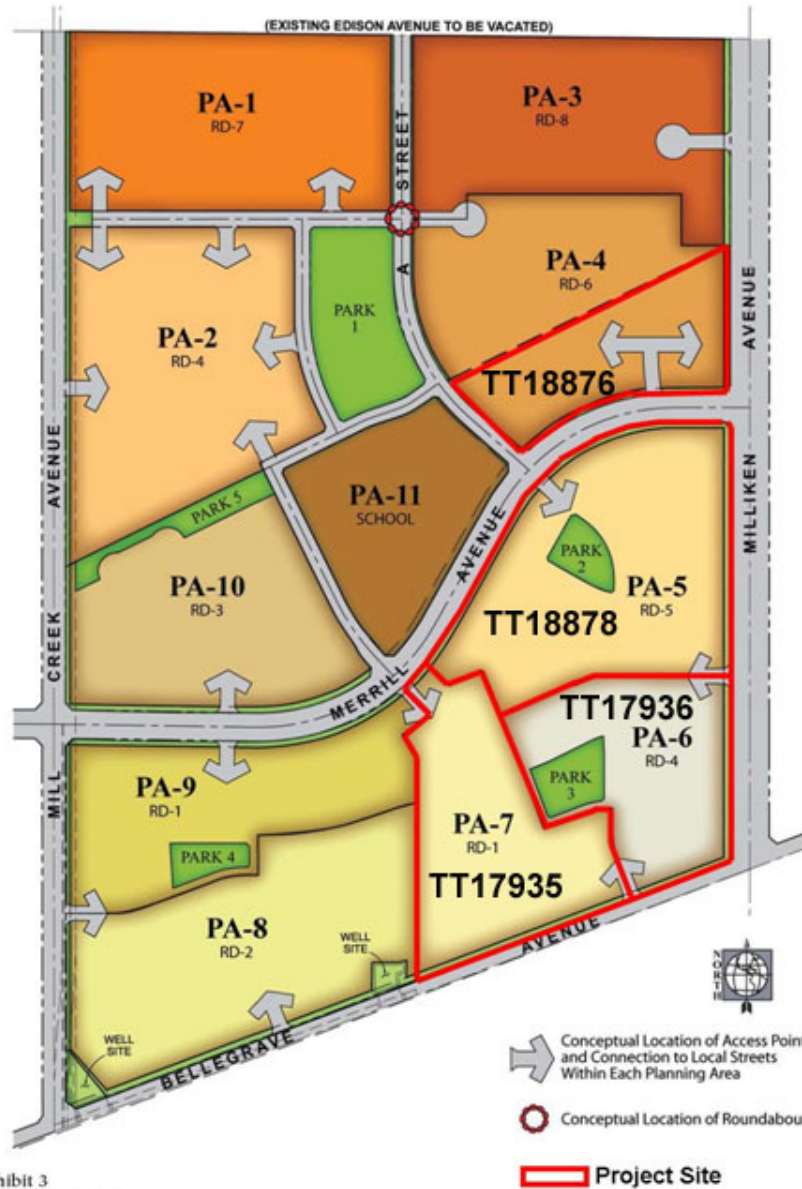 (EXISTING EDISON AVENUE TO BE VACATED)
PA-1
RD-7
PA-3
RD-8
A STREET
PA-4
RD-6
PARK
1
PA-2
RD-4
TT18876
MILLIKEN AVENUE
PA-11
SCHOOL
PARK 5
PARK
2
PA-5
RD-5
PA-10
RD-3
TT18878
MERRILL AVENUE
MILL CREEK AVENUE
TT17936
PA-6
RD-4
PA-9
RD-1
PARK
3
PA-7
RD-1
PARK 4
TT17935
PA-8
RD-2
WELL
SITE
WELL
SITE
BELLEGRAVE AVENUE
NORTH
Conceptual Location of Access Point
and Connection to Local Streets
Within Each Planning Area
Conceptual Location of Roundabou
Project Site
hibit 3